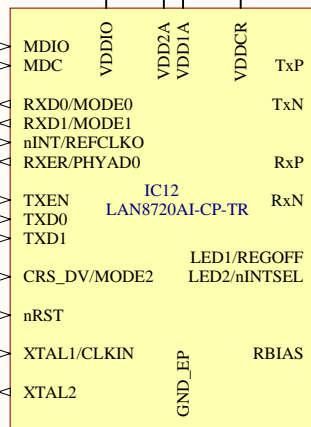 VDDIO
VDD2A
VDD1A
VDDCR
MDIO
MDC
TxP
RXD0/MODE0
TxN
RXD1/MODE1
nINT/REFCLKO
RXER/PHYAD0
RxP
IC12
TXEN
RxN
LAN8720AI-CP-TR
TXD0
TXD1
LED1/REGOFF
CRS_DV/MODE2
LED2/nINTSEL
nRST
XTAL1/CLKIN
RBIAS
GND_EP
XTAL2